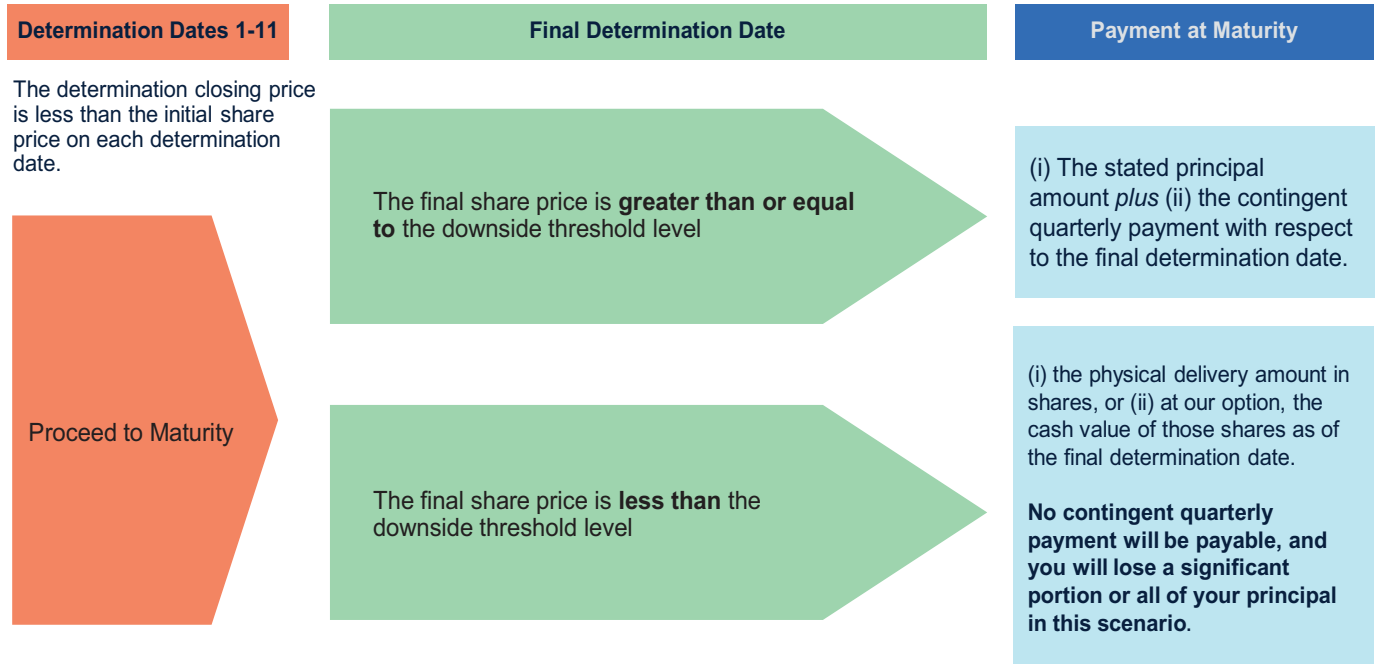 Determination Dates 1-11
Final Determination Date
Payment at Maturity
The determination closing price
is less than the initial share
price on each determination
date.
Proceed to Maturity
The final share price is greater than or equal
to the downside threshold level
(i) The stated principal
amount plus (ii) the contingent
quarterly payment with respect
to the final determination date.
The final share price is less than the
downside threshold level
(i) the physical delivery amount in
shares, or (ii) at our option, the
cash value of those shares as of
the final determination date.
No contingent quarterly
payment will be payable, and
you will lose a significant
portion or all of your principal
in this scenario.